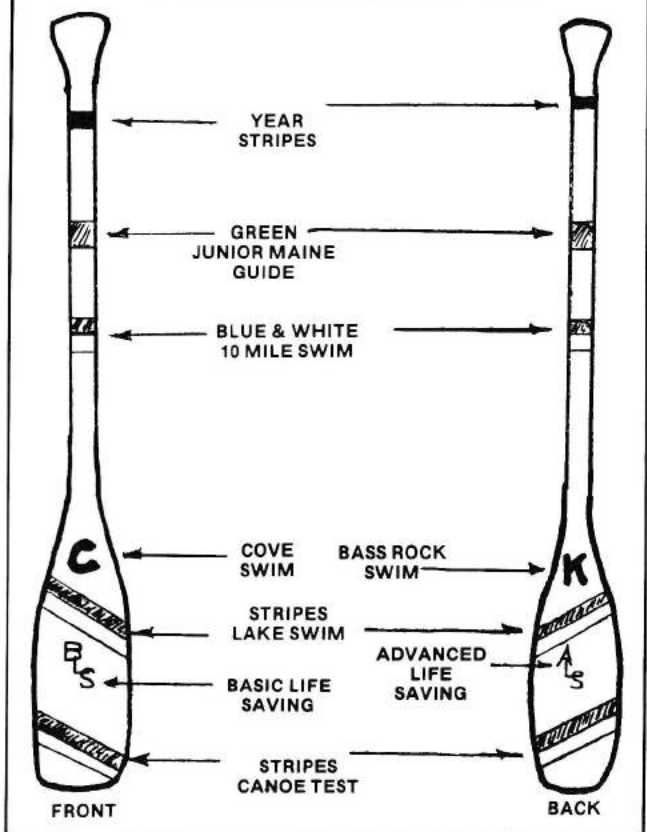 YEAR
STRIPES
GREEN
JUNIOR MAINE
GUIDE
BLUE & WHITE
10 MILE SWIM
C
COVE
SWIM
BASS ROCK
SWIM
K
STRIPES
LAKE SWIM
BLS
BASIC LIFE
SAVING
ADVANCED
LIFE
SAVING
ALS
STRIPES
CANOE TEST
FRONT
BACK